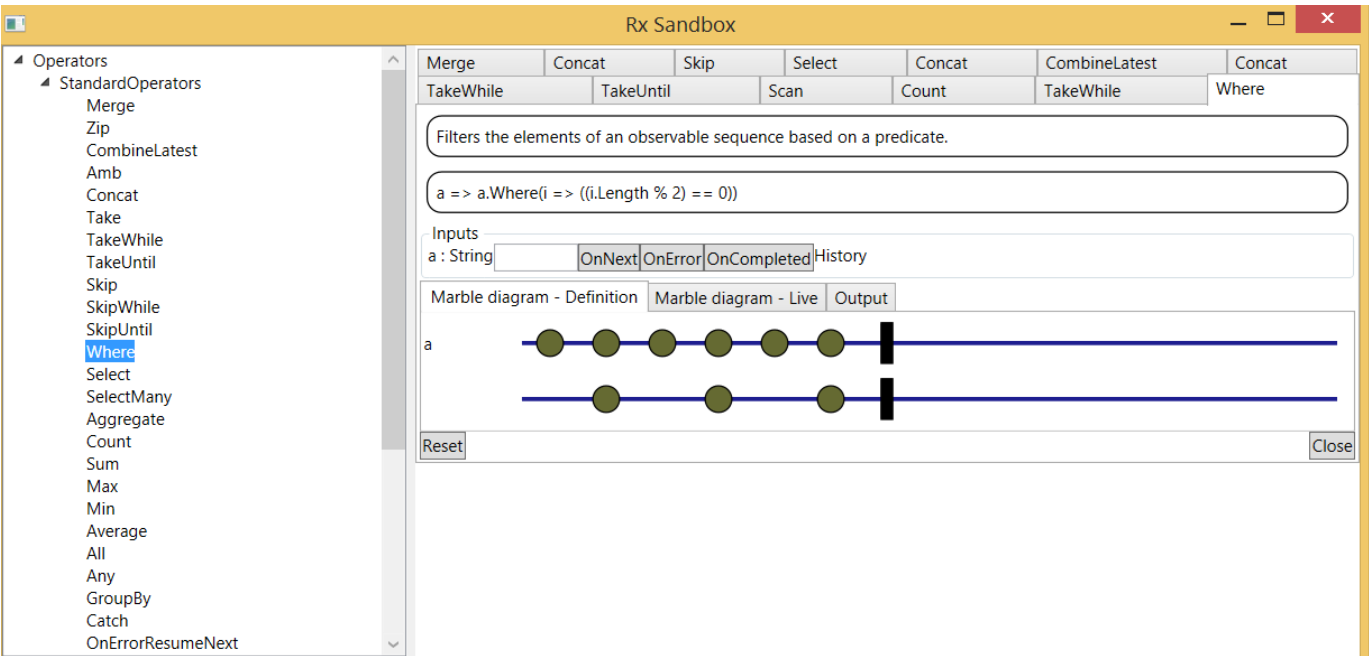 Rx Sandbox
Operators
StandardOperators
Merge
Zip
CombineLatest
Amb
Concat
Take
TakeWhile
TakeUntil
Skip
SkipWhile
SkipUntil
Where
Select
SelectMany
Aggregate
Count
Sum
Max
Min
Average
All
Any
GroupBy
Catch
OnErrorResumeNext
Merge Concat Skip Select Concat CombineLatest Concat
TakeWhile TakeUntil Scan Count TakeWhile Where
Filters the elements of an observable sequence based on a predicate.
a => a.Where(i => ((i.Length % 2) == 0))
Inputs
a : String OnNext OnError OnCompleted History
Marble diagram - Definition Marble diagram - Live Output
a
Reset Close